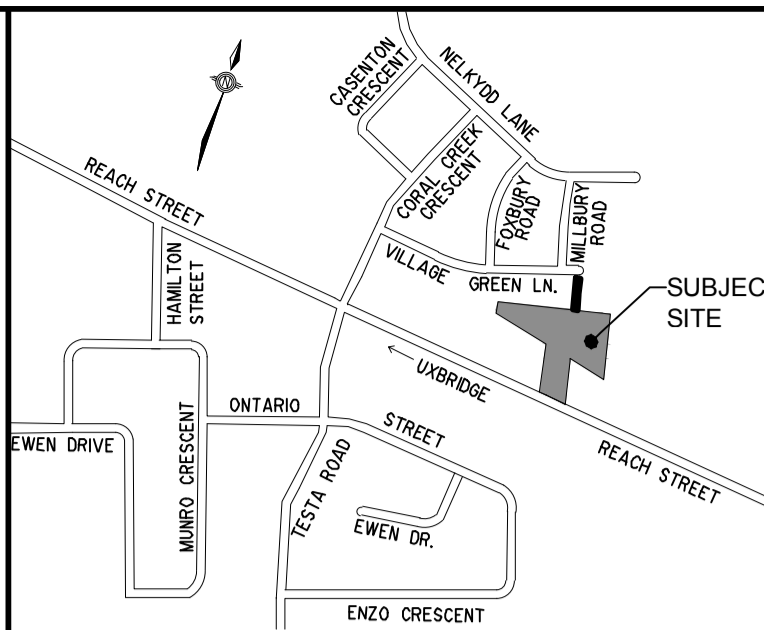 CASENTON
CRESCENT
NELKYDD LANE
N
REACH STREET
CORAL CREEK
CRESCENT
FOXBURY
ROAD
MILLBURY
ROAD
HAMILTON
STREET
VILLAGE GREEN LN.
SUBJEC
SITE
← UXBRIDGE
ONTARIO STREET
EWEN DRIVE
MUNRO CRESCENT
TESTA ROAD
REACH STREET
EWEN DR.
ENZO CRESCENT